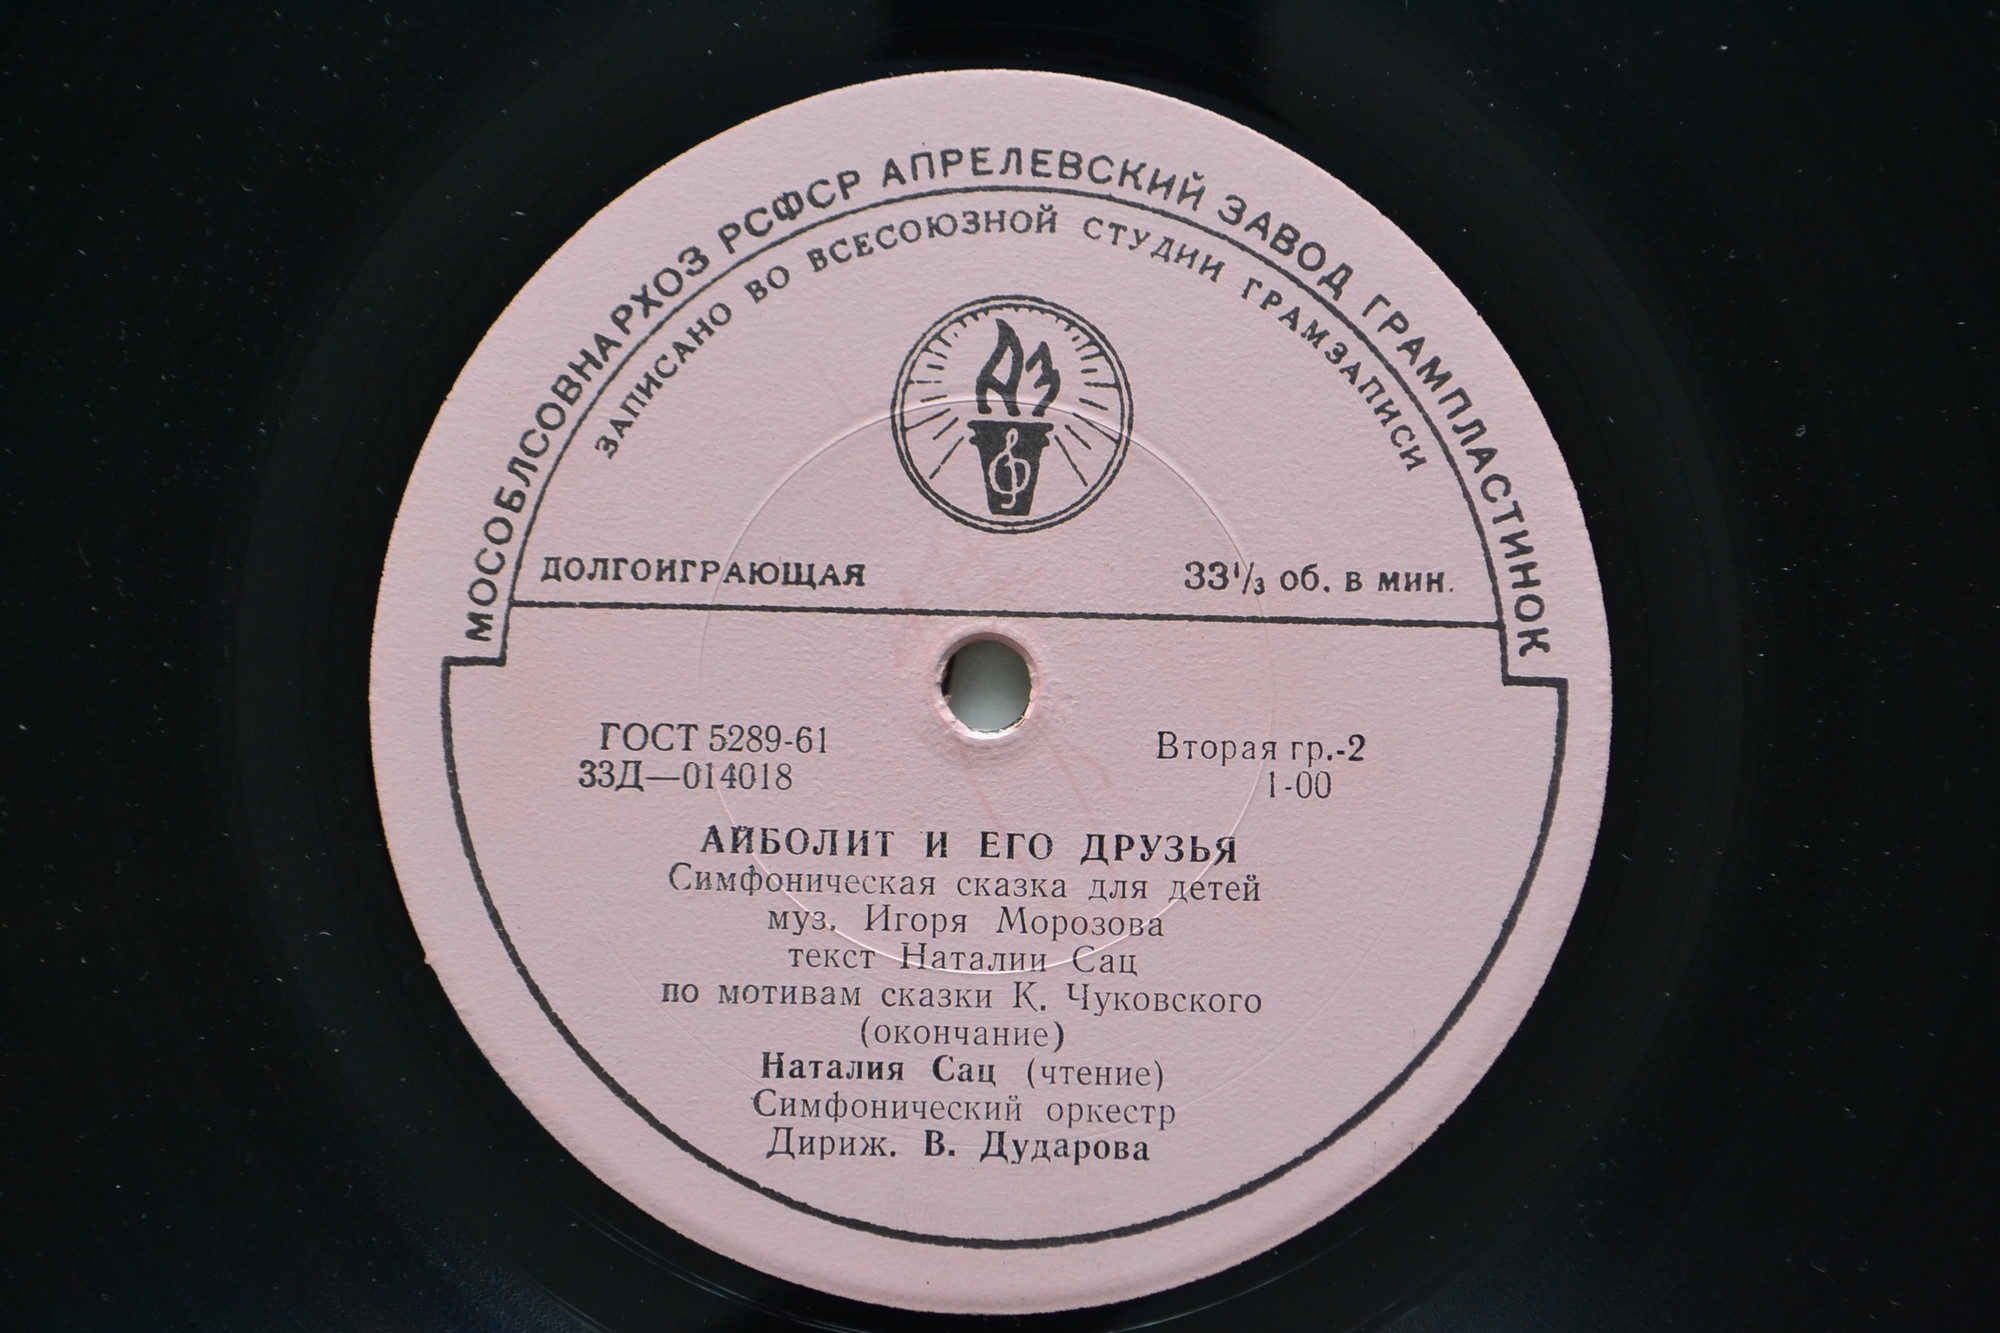 МОСОБЛСОВНАРХОЗ РСФСР АПРЕЛЕВСКИЙ ЗАВОД ГРАМПЛАСТИНОК
ЗАПИСАНО ВО ВСЕСОЮЗНОЙ СТУДИИ ГРАМЗАПИСИ
АЗ
ДОЛГОИГРАЮЩАЯ 33⅓ об. в мин.
ГОСТ 5289-61 Вторая гр.-2
33Д—014018 1-00
АЙБОЛИТ И ЕГО ДРУЗЬЯ
Симфоническая сказка для детей
муз. Игоря Морозова
текст Наталии Сац
по мотивам сказки К. Чуковского
(окончание)
Наталия Сац (чтение)
Симфонический оркестр
Дириж. В. Дударова